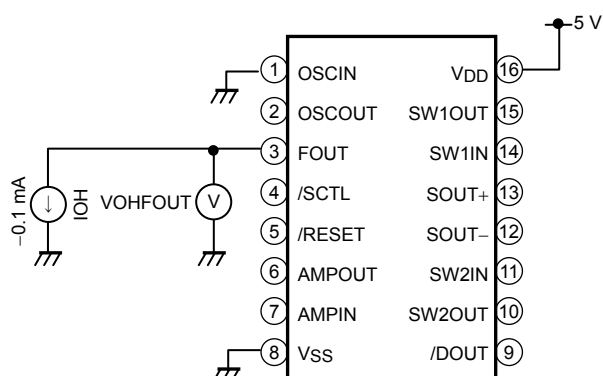 5 V
1 OSCIN VDD 16
2 OSCOUT SW1OUT 15
3 FOUT SW1IN 14
−0.1 mA
↓
IOH
VOHFOUT
V
4 /SCTL SOUT+ 13
5 /RESET SOUT− 12
6 AMPOUT SW2IN 11
7 AMPIN SW2OUT 10
8 VSS /DOUT 9